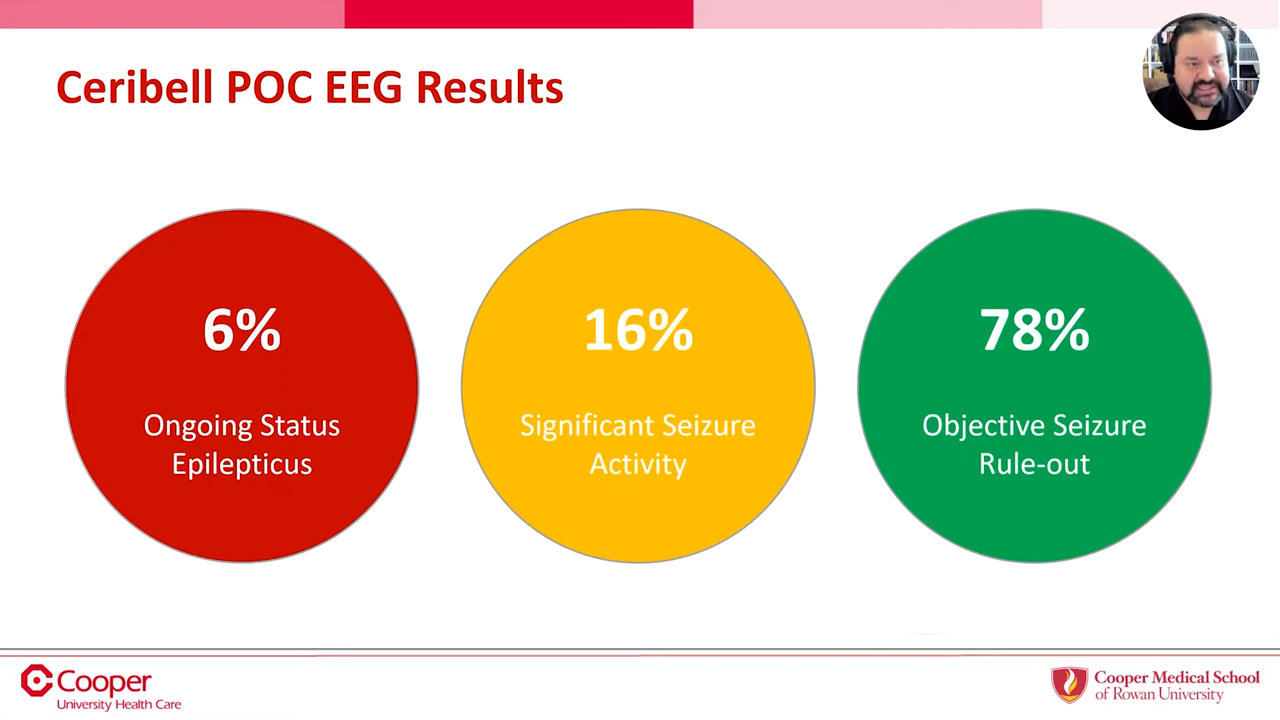 Ceribell POC EEG Results
6%
Ongoing Status
Epilepticus
16%
Significant Seizure
Activity
78%
Objective Seizure
Rule-out
Cooper
University Health Care
Cooper Medical School
of Rowan University